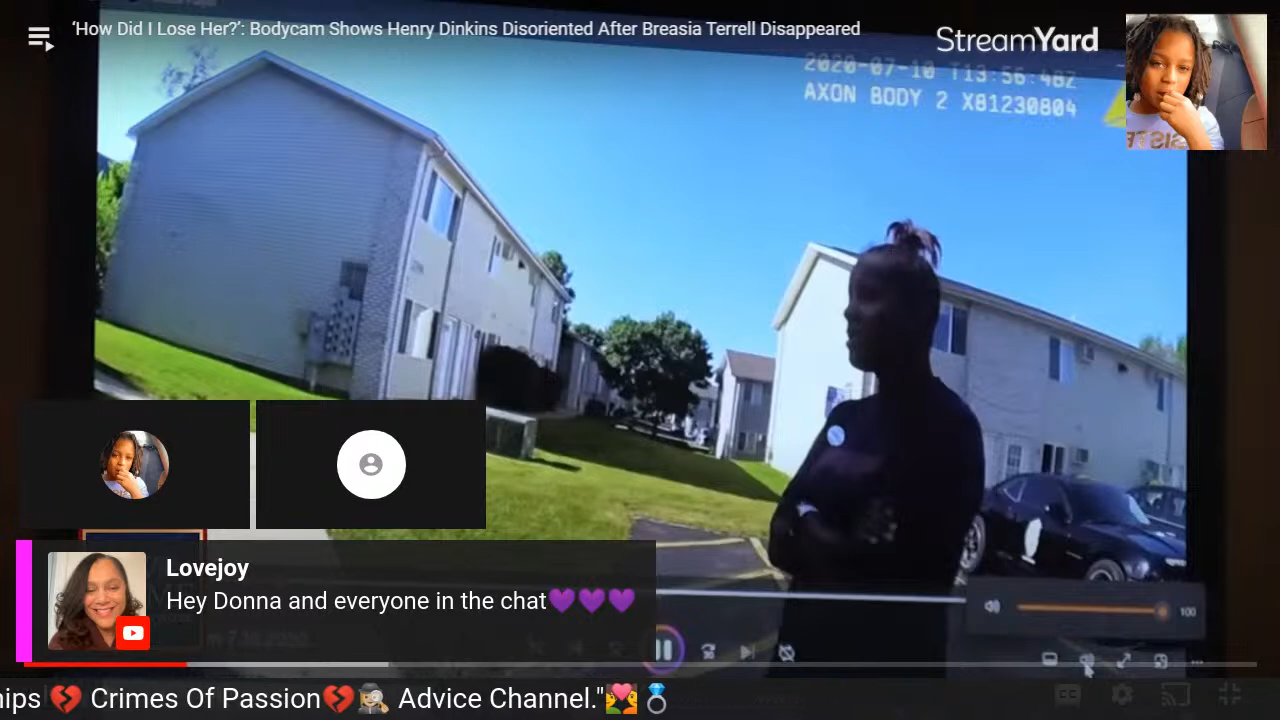 'How Did I Lose Her?': Bodycam Shows Henry Dinkins Disoriented After Breasia Terrell Disappeared
StreamYard
2020-07-10 T13:56:48Z
AXON BODY 2 X81230804
Lovejoy
Hey Donna and everyone in the chat💜💜💜
100
CC
hips 💔 Crimes Of Passion💔🕵️ Advice Channel."💑💍